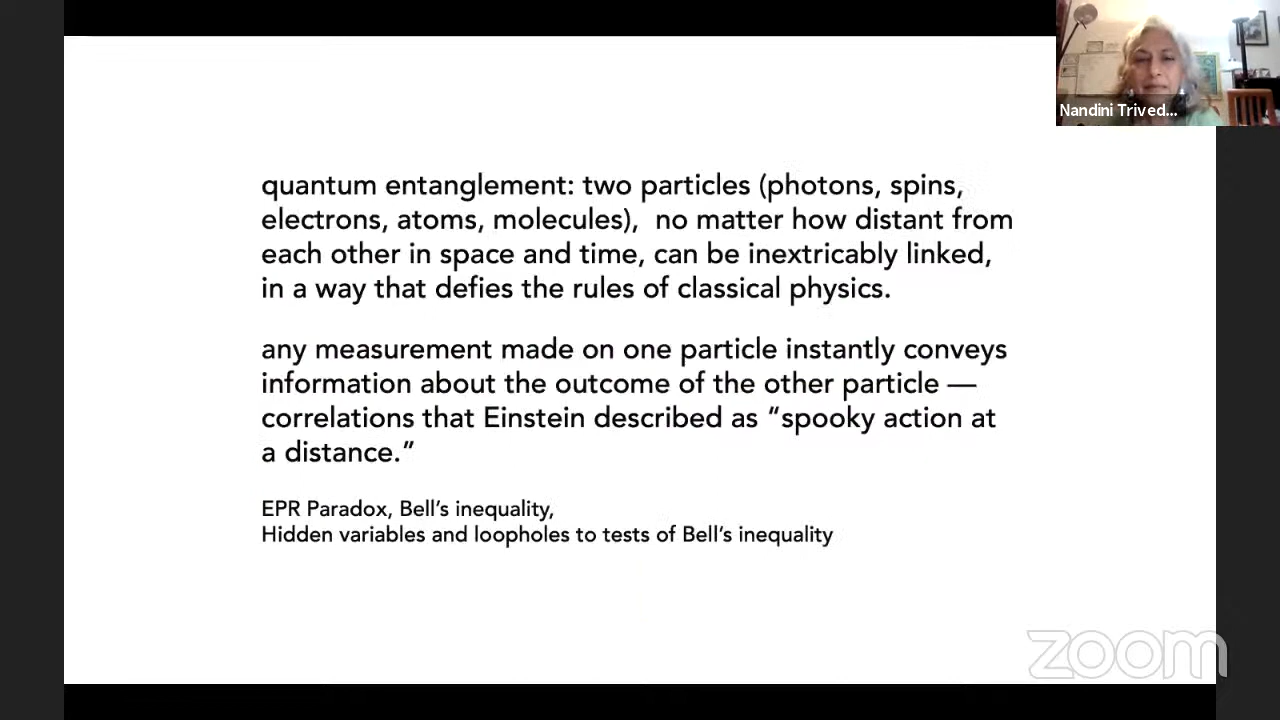 Nandini Trived...
quantum entanglement: two particles (photons, spins,
electrons, atoms, molecules), no matter how distant from
each other in space and time, can be inextricably linked,
in a way that defies the rules of classical physics.
any measurement made on one particle instantly conveys
information about the outcome of the other particle —
correlations that Einstein described as “spooky action at
a distance.”
EPR Paradox, Bell’s inequality,
Hidden variables and loopholes to tests of Bell’s inequality
zoom